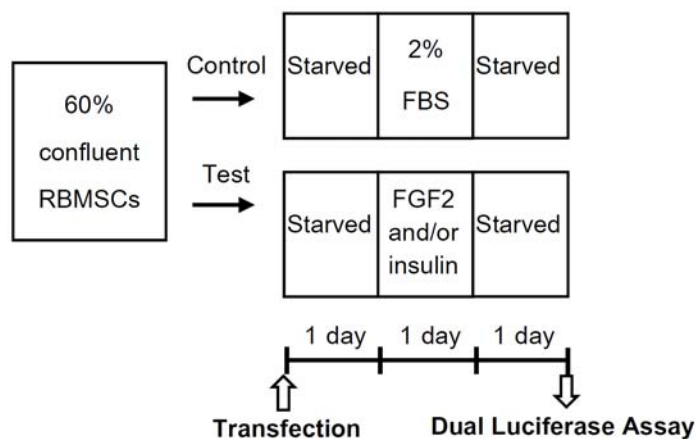 60%
confluent
RBMSCs
Control
Test
Starved
2%
FBS
Starved
Starved
FGF2
and/or
insulin
Starved
1 day
1 day
1 day
Transfection
Dual Luciferase Assay